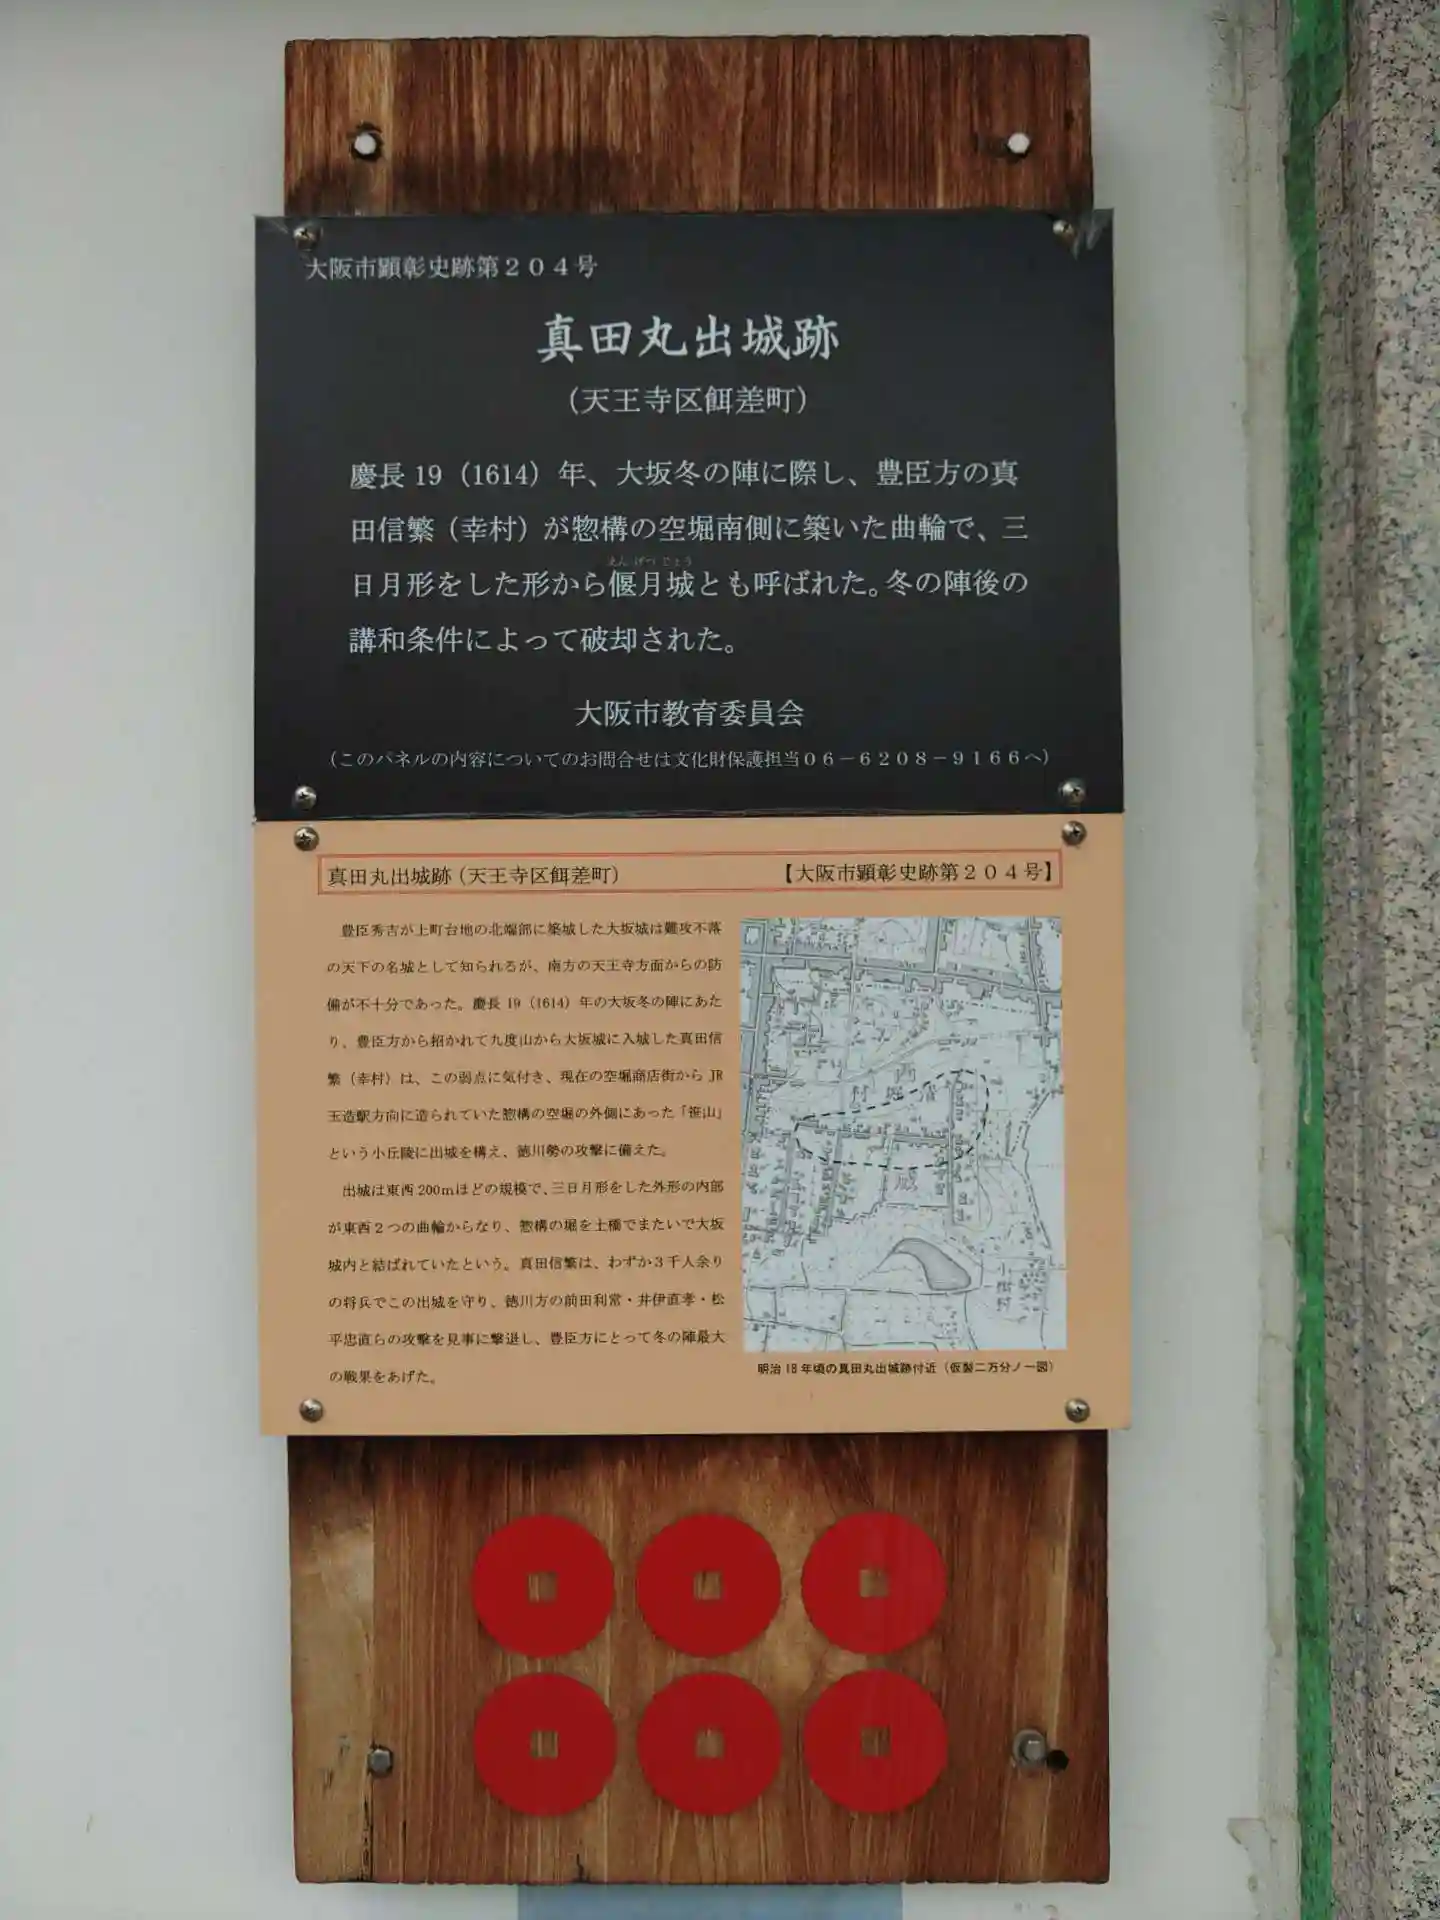 大阪市顕彰史跡第204号
真田丸出城跡
（天王寺区餌差町）
慶長19（1614）年、大坂冬の陣に際し、豊臣方の真
田信繁（幸村）が惣構の空堀南側に築いた曲輪で、三
えんげつじょう
日月形をした形から偃月城とも呼ばれた。冬の陣後の
講和条件によって破却された。
大阪市教育委員会
（このパネルの内容についてのお問合せは文化財保護担当06－6208－9166へ）
真田丸出城跡（天王寺区餌差町）　【大阪市顕彰史跡第204号】
豊臣秀吉が上町台地の北端部に築城した大坂城は難攻不落
の天下の名城として知られるが、南方の天王寺方面からの防
備が不十分であった。慶長19（1614）年の大坂冬の陣にあた
り、豊臣方から招かれて九度山から大坂城に入城した真田信
繁（幸村）は、この弱点に気付き、現在の空堀商店街からJR
玉造駅方向に造られていた惣構の空堀の外側にあった「笹山」
という小丘陵に出城を構え、徳川勢の攻撃に備えた。
出城は東西200mほどの規模で、三日月形をした外形の内部
が東西2つの曲輪からなり、惣構の堀を土橋でまたいで大坂
城内と結ばれていたという。真田信繁は、わずか3千人余り
の将兵でこの出城を守り、徳川方の前田利常・井伊直孝・松
平忠直らの攻撃を見事に撃退し、豊臣方にとって冬の陣最大
の戦果をあげた。
村
明治18年頃の真田丸出城跡付近（仮製二万分ノ一図）